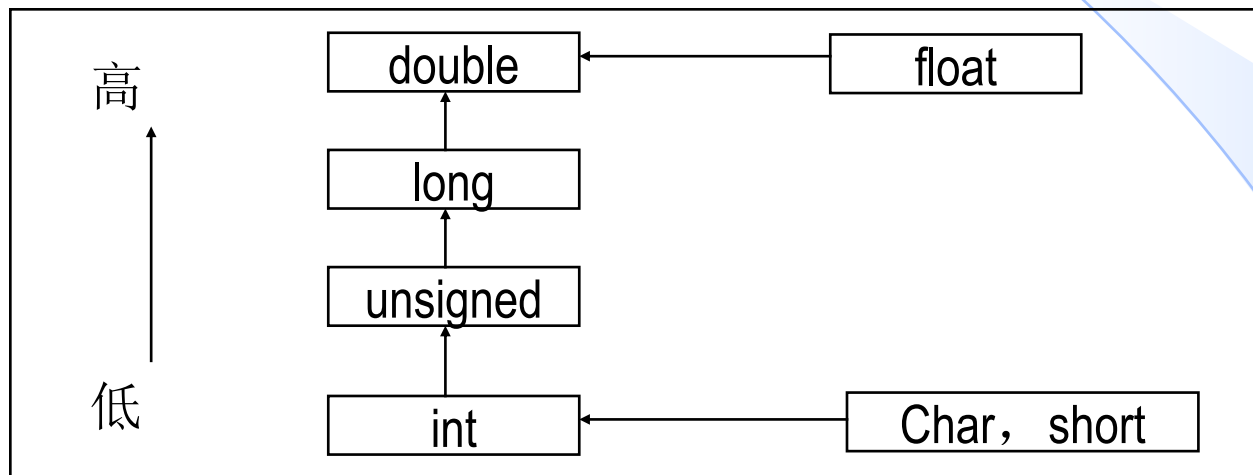 高
double
float
long
unsigned
低
int
Char， short